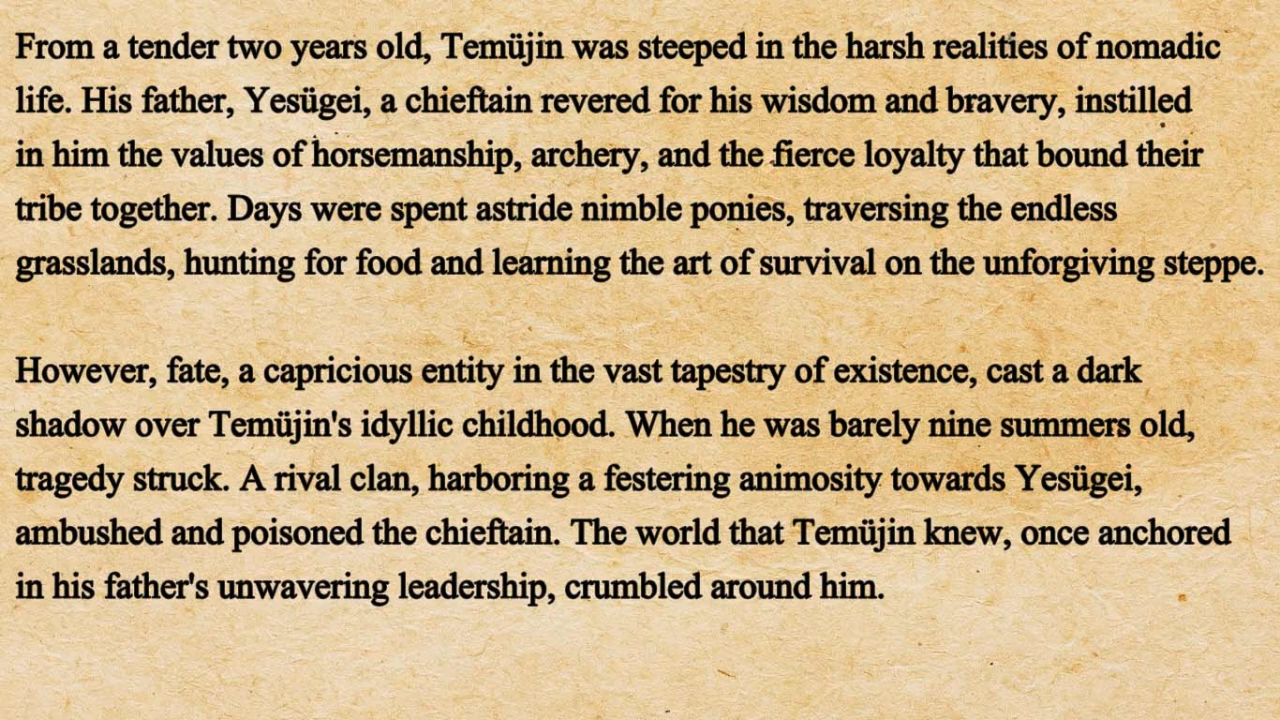 From a tender two years old, Temüjin was steeped in the harsh realities of nomadic
life. His father, Yesügei, a chieftain revered for his wisdom and bravery, instilled
in him the values of horsemanship, archery, and the fierce loyalty that bound their
tribe together. Days were spent astride nimble ponies, traversing the endless
grasslands, hunting for food and learning the art of survival on the unforgiving steppe.
However, fate, a capricious entity in the vast tapestry of existence, cast a dark
shadow over Temüjin's idyllic childhood. When he was barely nine summers old,
tragedy struck. A rival clan, harboring a festering animosity towards Yesügei,
ambushed and poisoned the chieftain. The world that Temüjin knew, once anchored
in his father's unwavering leadership, crumbled around him.